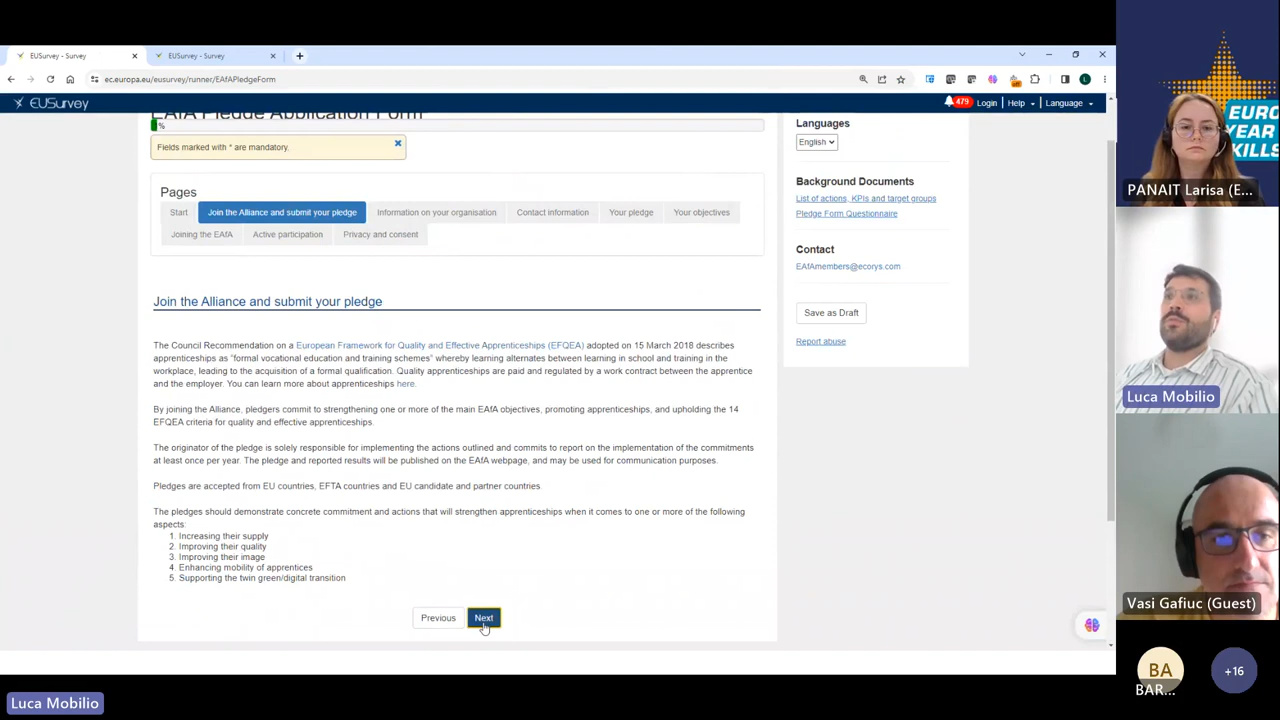 EUSurvey - Survey
EUSurvey - Survey
ec.europa.eu/eusurvey/runner/EAfAPledgeForm
L
EUSurvey
479
Login
Help
Language
EAfA Pledge Application Form
%
Fields marked with * are mandatory.
Pages
Start
Join the Alliance and submit your pledge
Information on your organisation
Contact information
Your pledge
Your objectives
Joining the EAfA
Active participation
Privacy and consent
Join the Alliance and submit your pledge
The Council Recommendation on a European Framework for Quality and Effective Apprenticeships (EFQEA) adopted on 15 March 2018 describes
apprenticeships as "formal vocational education and training schemes" whereby learning alternates between learning in school and training in the
workplace, leading to the acquisition of a formal qualification. Quality apprenticeships are paid and regulated by a work contract between the apprentice
and the employer. You can learn more about apprenticeships here.
By joining the Alliance, pledgers commit to strengthening one or more of the main EAfA objectives, promoting apprenticeships, and upholding the 14
EFQEA criteria for quality and effective apprenticeships.
The originator of the pledge is solely responsible for implementing the actions outlined and commits to report on the implementation of the commitments
at least once per year. The pledge and reported results will be published on the EAfA webpage, and may be used for communication purposes.
Pledges are accepted from EU countries, EFTA countries and EU candidate and partner countries.
The pledges should demonstrate concrete commitment and actions that will strengthen apprenticeships when it comes to one or more of the following
aspects:
1. Increasing their supply
2. Improving their quality
3. Improving their image
4. Enhancing mobility of apprentices
5. Supporting the twin green/digital transition
Previous
Next
Languages
English
Background Documents
List of actions, KPIs and target groups
Pledge Form Questionnaire
Contact
EAfAmembers@ecorys.com
Save as Draft
Report abuse
EURO
YEAR
SKILLS
PANAIT Larisa (E...
Luca Mobilio
Vasi Gafiuc (Guest)
BA
BAR...
+16
Luca Mobilio